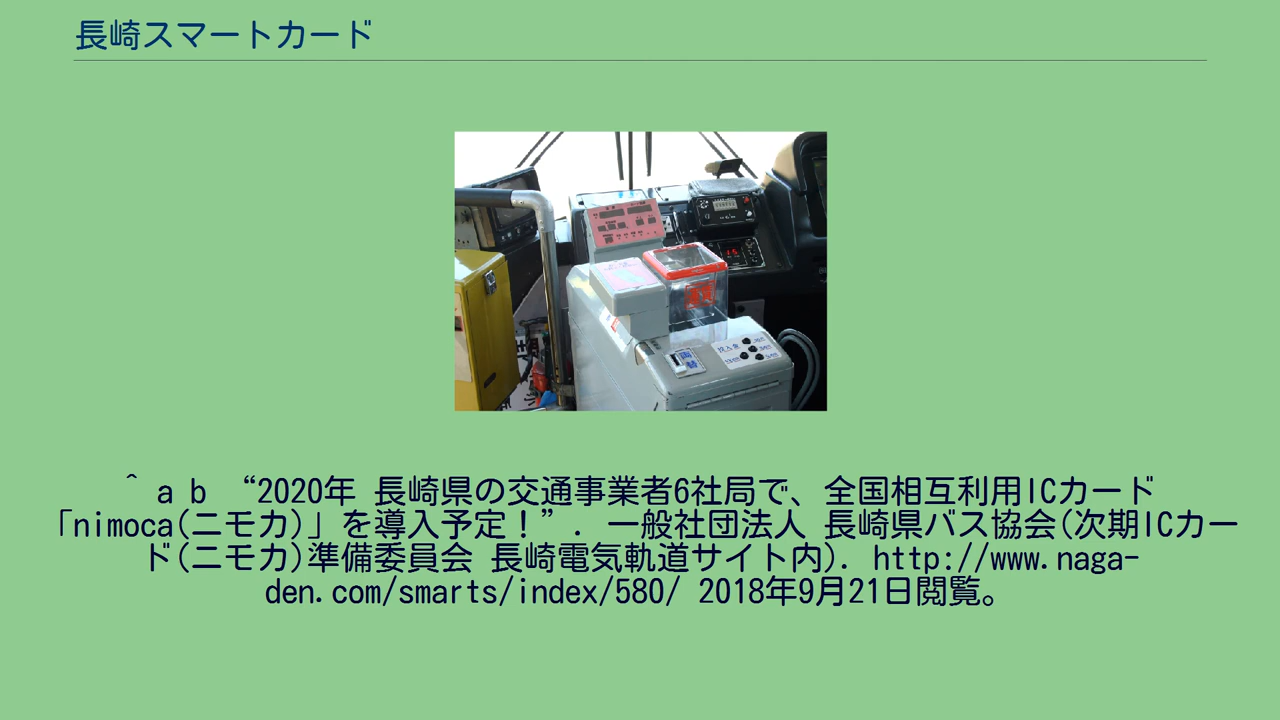 長崎スマートカード
^ a b “2020年 長崎県の交通事業者6社局で、全国相互利用ICカード
「nimoca(ニモカ)」を導入予定！”. 一般社団法人 長崎県バス協会(次期ICカー
ド(ニモカ)準備委員会 長崎電気軌道サイト内). http://www.naga-
den.com/smarts/index/580/ 2018年9月21日閲覧。